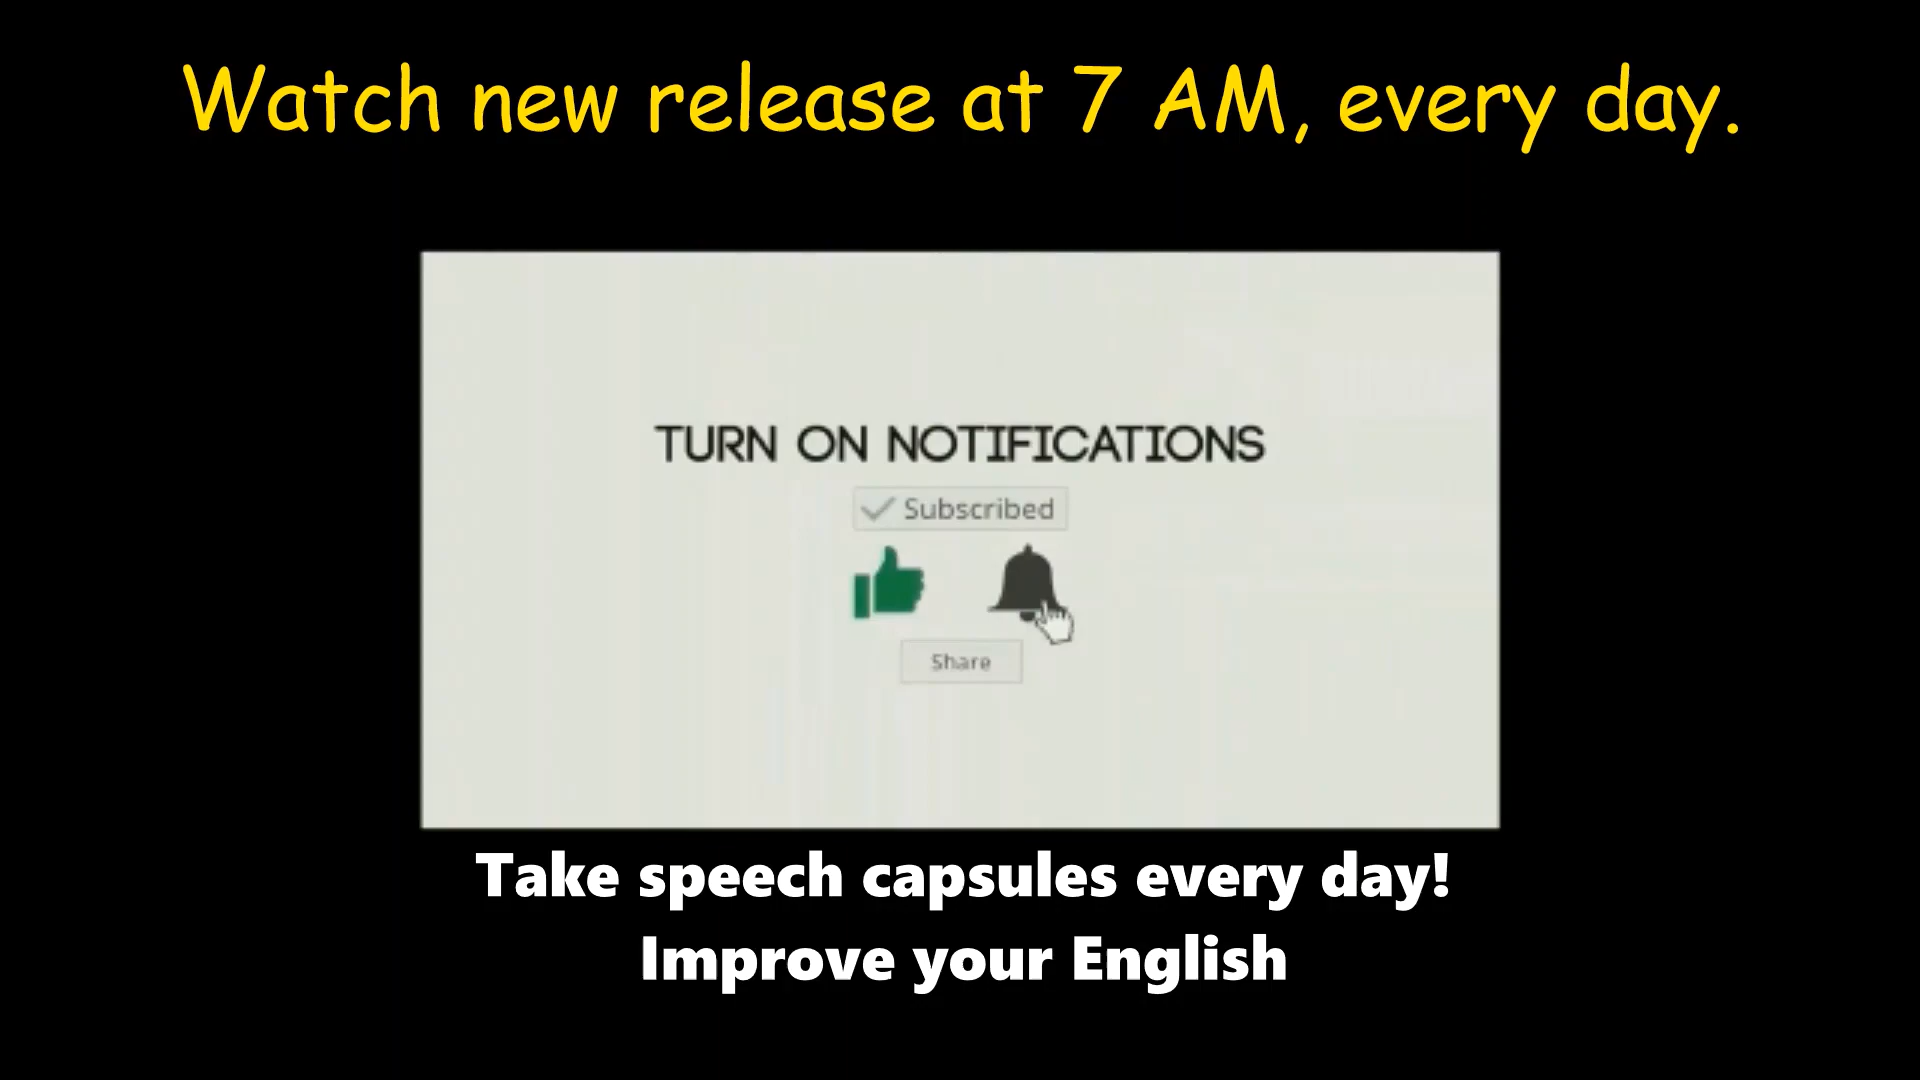 Watch new release at 7 AM, every day.
TURN ON NOTIFICATIONS
Subscribed
Share
Take speech capsules every day!
Improve your English